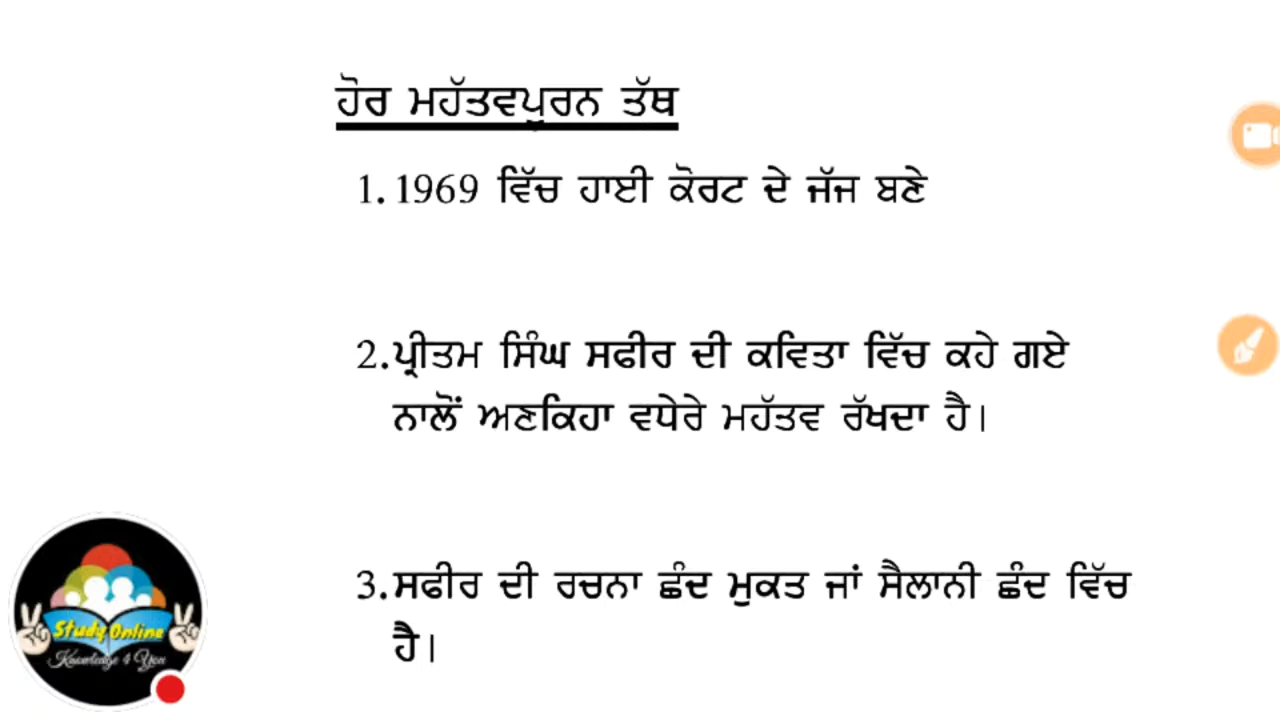 ਹੋਰ ਮਹੱਤਵਪੂਰਨ ਤੱਥ
1. 1969 ਵਿੱਚ ਹਾਈ ਕੋਰਟ ਦੇ ਜੱਜ ਬਣੇ
2. ਪ੍ਰੀਤਮ ਸਿੰਘ ਸਫੀਰ ਦੀ ਕਵਿਤਾ ਵਿੱਚ ਕਹੇ ਗਏ
ਨਾਲੋਂ ਅਣਕਿਹਾ ਵਧੇਰੇ ਮਹੱਤਵ ਰੱਖਦਾ ਹੈ।
3. ਸਫੀਰ ਦੀ ਰਚਨਾ ਛੰਦ ਮੁਕਤ ਜਾਂ ਸੈਲਾਨੀ ਛੰਦ ਵਿੱਚ
ਹੈ।
Study Online
Knowledge 4 You